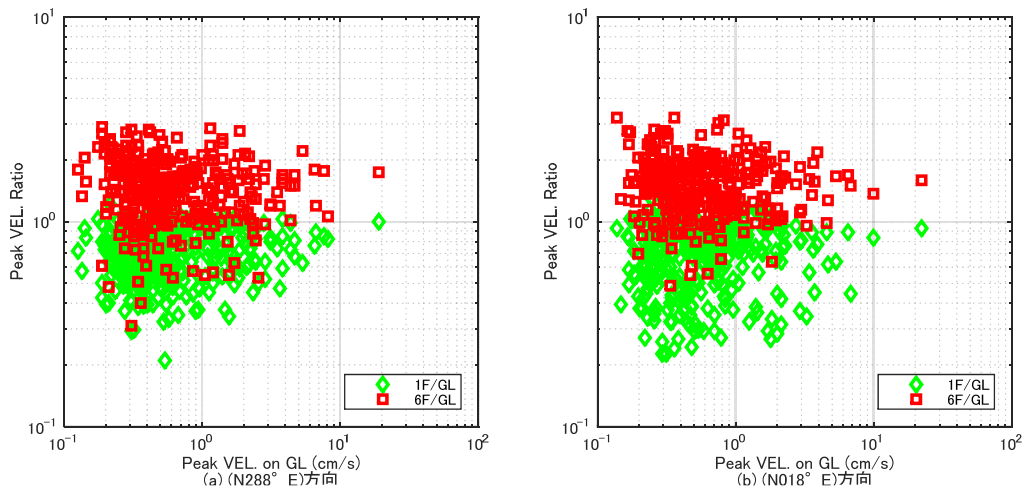 10¹
10⁰
10⁻¹
Peak VEL. Ratio
1F/GL
6F/GL
10⁻¹ 10⁰ 10¹ 10²
Peak VEL. on GL (cm/s)
(a) (N288° E)方向
10¹
10⁰
10⁻¹
Peak VEL. Ratio
1F/GL
6F/GL
10⁻¹ 10⁰ 10¹ 10²
Peak VEL. on GL (cm/s)
(b) (N018° E)方向